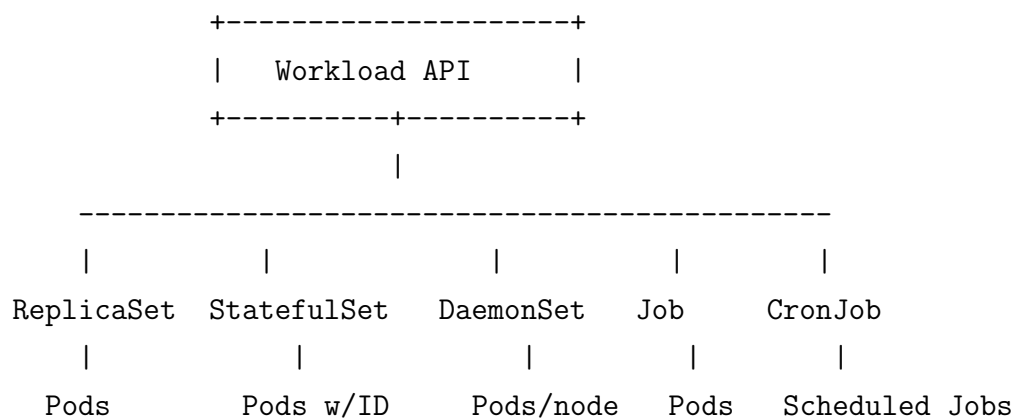 Workload API
ReplicaSet StatefulSet DaemonSet Job CronJob
Pods Pods w/ID Pods/node Pods Scheduled Jobs